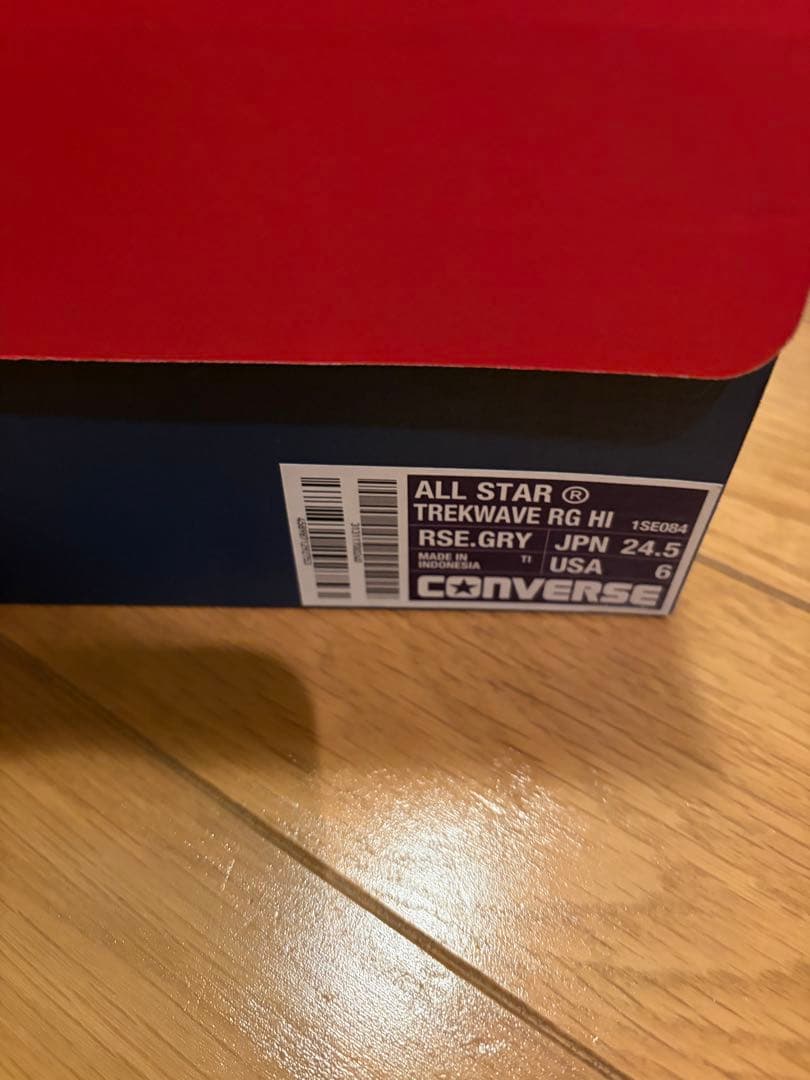 ALL STAR ®
TREKWAVE RG HI 1SE084
RSE.GRY JPN 24.5
MADE IN INDONESIA TI USA 6
CONVERSE